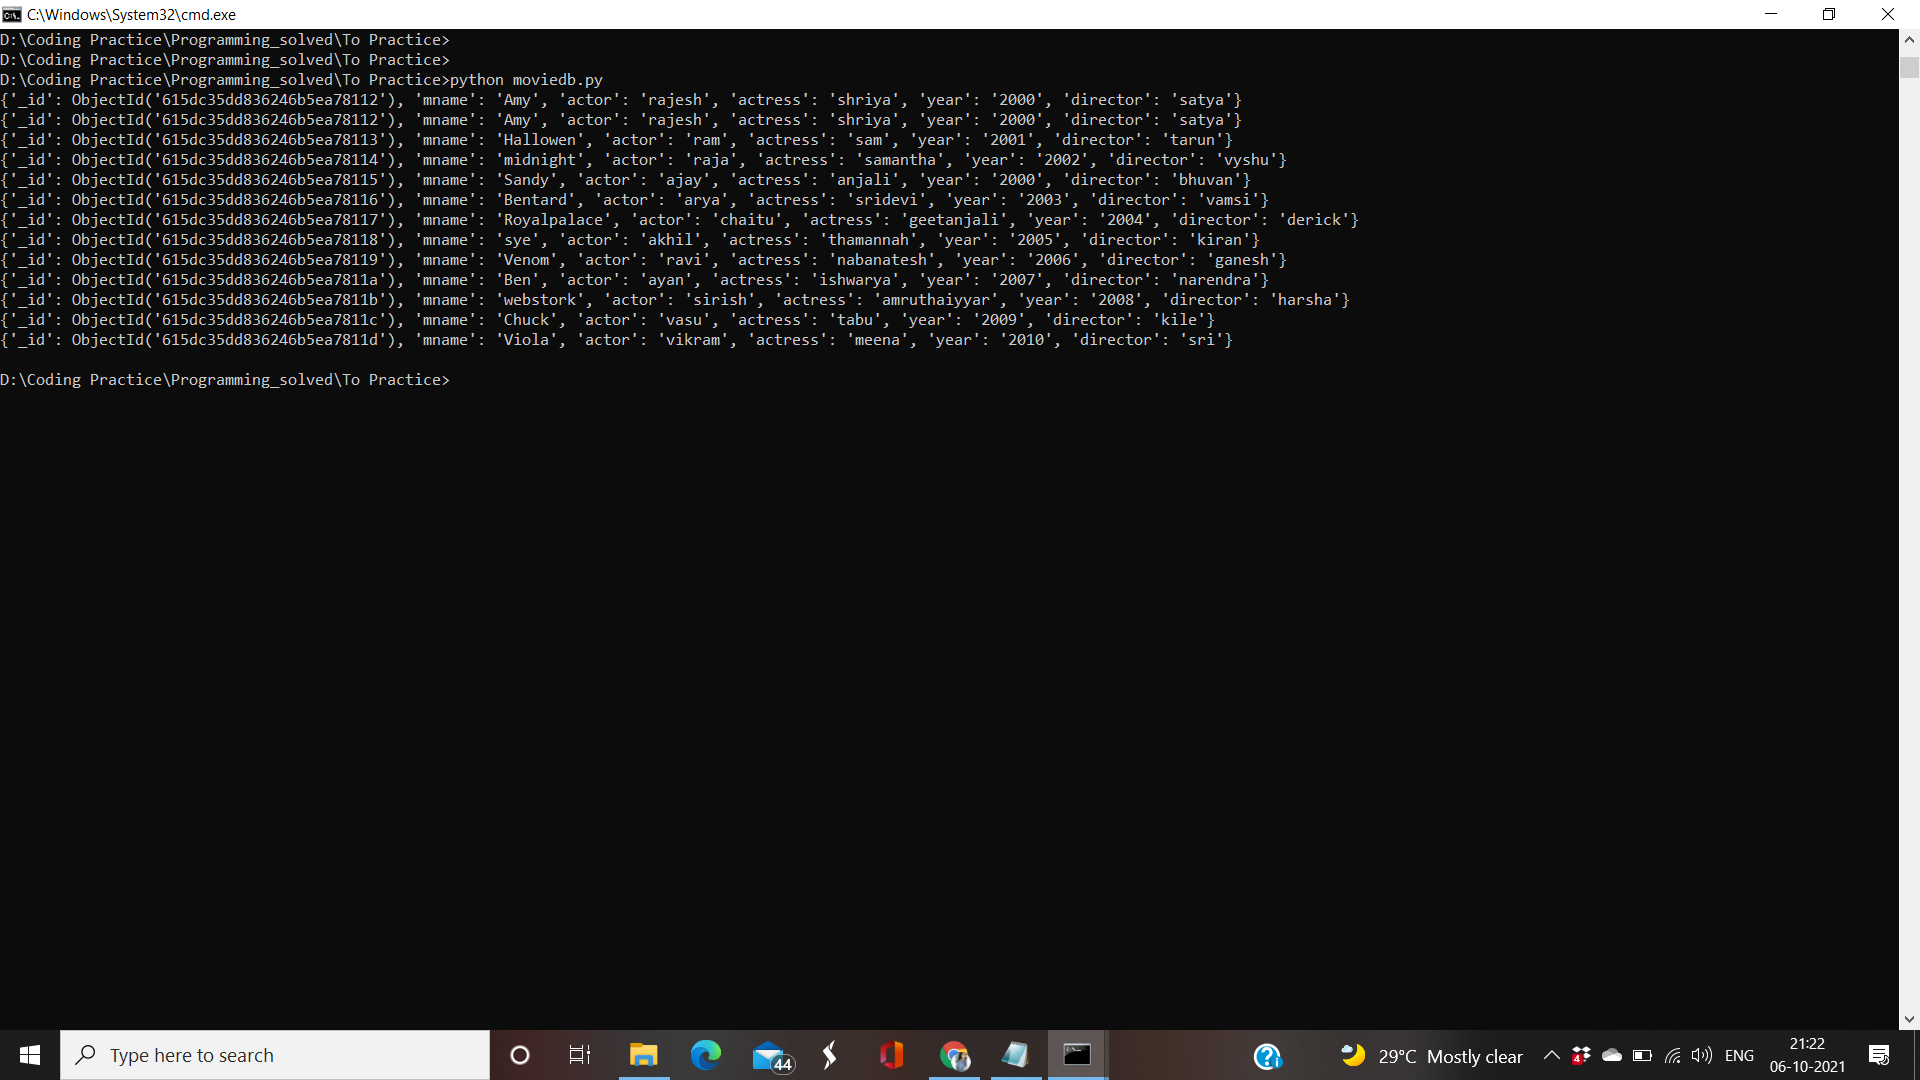 C:\Windows\System32\cmd.exe
D:\Coding Practice\Programming_solved\To Practice>
D:\Coding Practice\Programming_solved\To Practice>
D:\Coding Practice\Programming_solved\To Practice>python moviedb.py
{'_id': ObjectId('615dc35dd836246b5ea78112'), 'mname': 'Amy', 'actor': 'rajesh', 'actress': 'shriya', 'year': '2000', 'director': 'satya'}
{'_id': ObjectId('615dc35dd836246b5ea78112'), 'mname': 'Amy', 'actor': 'rajesh', 'actress': 'shriya', 'year': '2000', 'director': 'satya'}
{'_id': ObjectId('615dc35dd836246b5ea78113'), 'mname': 'Hallowen', 'actor': 'ram', 'actress': 'sam', 'year': '2001', 'director': 'tarun'}
{'_id': ObjectId('615dc35dd836246b5ea78114'), 'mname': 'midnight', 'actor': 'raja', 'actress': 'samantha', 'year': '2002', 'director': 'vyshu'}
{'_id': ObjectId('615dc35dd836246b5ea78115'), 'mname': 'Sandy', 'actor': 'ajay', 'actress': 'anjali', 'year': '2000', 'director': 'bhuvan'}
{'_id': ObjectId('615dc35dd836246b5ea78116'), 'mname': 'Bentard', 'actor': 'arya', 'actress': 'sridevi', 'year': '2003', 'director': 'vamsi'}
{'_id': ObjectId('615dc35dd836246b5ea78117'), 'mname': 'Royalpalace', 'actor': 'chaitu', 'actress': 'geetanjali', 'year': '2004', 'director': 'derick'}
{'_id': ObjectId('615dc35dd836246b5ea78118'), 'mname': 'sye', 'actor': 'akhil', 'actress': 'thamannah', 'year': '2005', 'director': 'kiran'}
{'_id': ObjectId('615dc35dd836246b5ea78119'), 'mname': 'Venom', 'actor': 'ravi', 'actress': 'nabanatesh', 'year': '2006', 'director': 'ganesh'}
{'_id': ObjectId('615dc35dd836246b5ea7811a'), 'mname': 'Ben', 'actor': 'ayan', 'actress': 'ishwarya', 'year': '2007', 'director': 'narendra'}
{'_id': ObjectId('615dc35dd836246b5ea7811b'), 'mname': 'webstork', 'actor': 'sirish', 'actress': 'amruthaiyyar', 'year': '2008', 'director': 'harsha'}
{'_id': ObjectId('615dc35dd836246b5ea7811c'), 'mname': 'Chuck', 'actor': 'vasu', 'actress': 'tabu', 'year': '2009', 'director': 'kile'}
{'_id': ObjectId('615dc35dd836246b5ea7811d'), 'mname': 'Viola', 'actor': 'vikram', 'actress': 'meena', 'year': '2010', 'director': 'sri'}
D:\Coding Practice\Programming_solved\To Practice>
Type here to search
44
29°C Mostly clear
4
ENG
21:22
06-10-2021